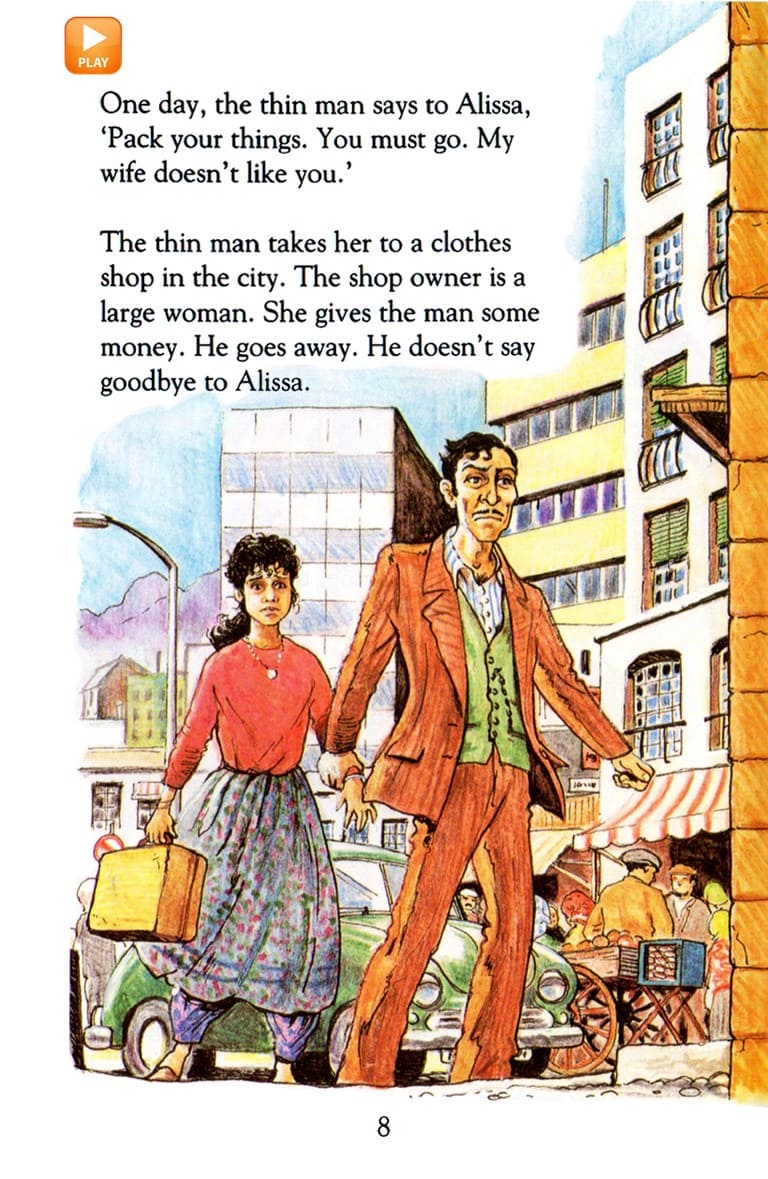 PLAY
One day, the thin man says to Alissa,
‘Pack your things. You must go. My
wife doesn’t like you.’
The thin man takes her to a clothes
shop in the city. The shop owner is a
large woman. She gives the man some
money. He goes away. He doesn’t say
goodbye to Alissa.
8